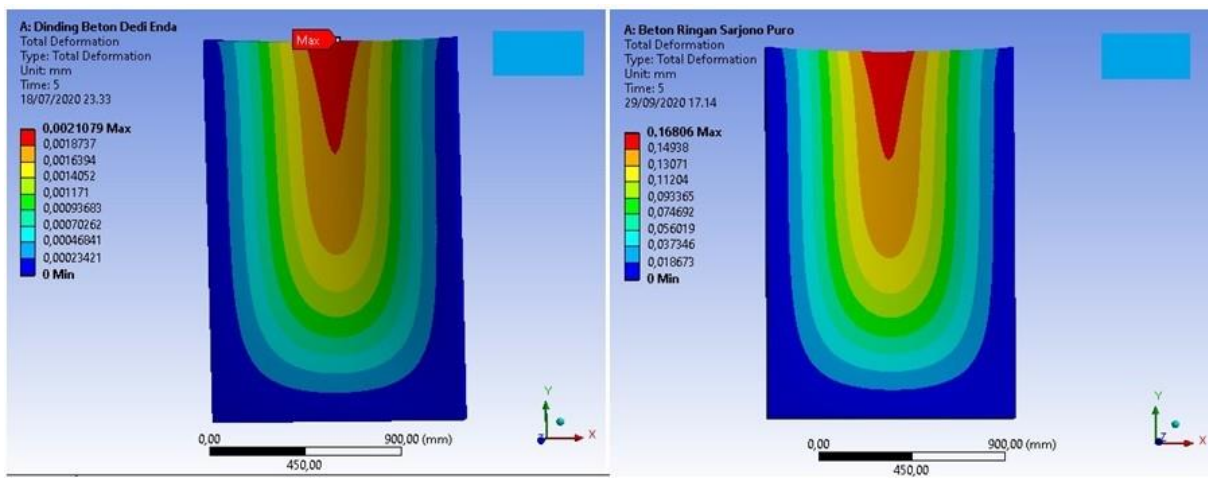 A: Dinding Beton Dedi Enda
Total Deformation
Type: Total Deformation
Unit: mm
Time: 5
18/07/2020 23.33
0,0021079 Max
0,0018737
0,0016394
0,0014052
0,001171
0,00093683
0,00070262
0,00046841
0,00023421
0 Min
Max
0,00
900,00 (mm)
450,00
Y
Z
X
A: Beton Ringan Sarjono Puro
Total Deformation
Type: Total Deformation
Unit: mm
Time: 5
29/09/2020 17.14
0,16806 Max
0,14938
0,13071
0,11204
0,093365
0,074692
0,056019
0,037346
0,018673
0 Min
0,00
900,00 (mm)
450,00
Y
Z
X